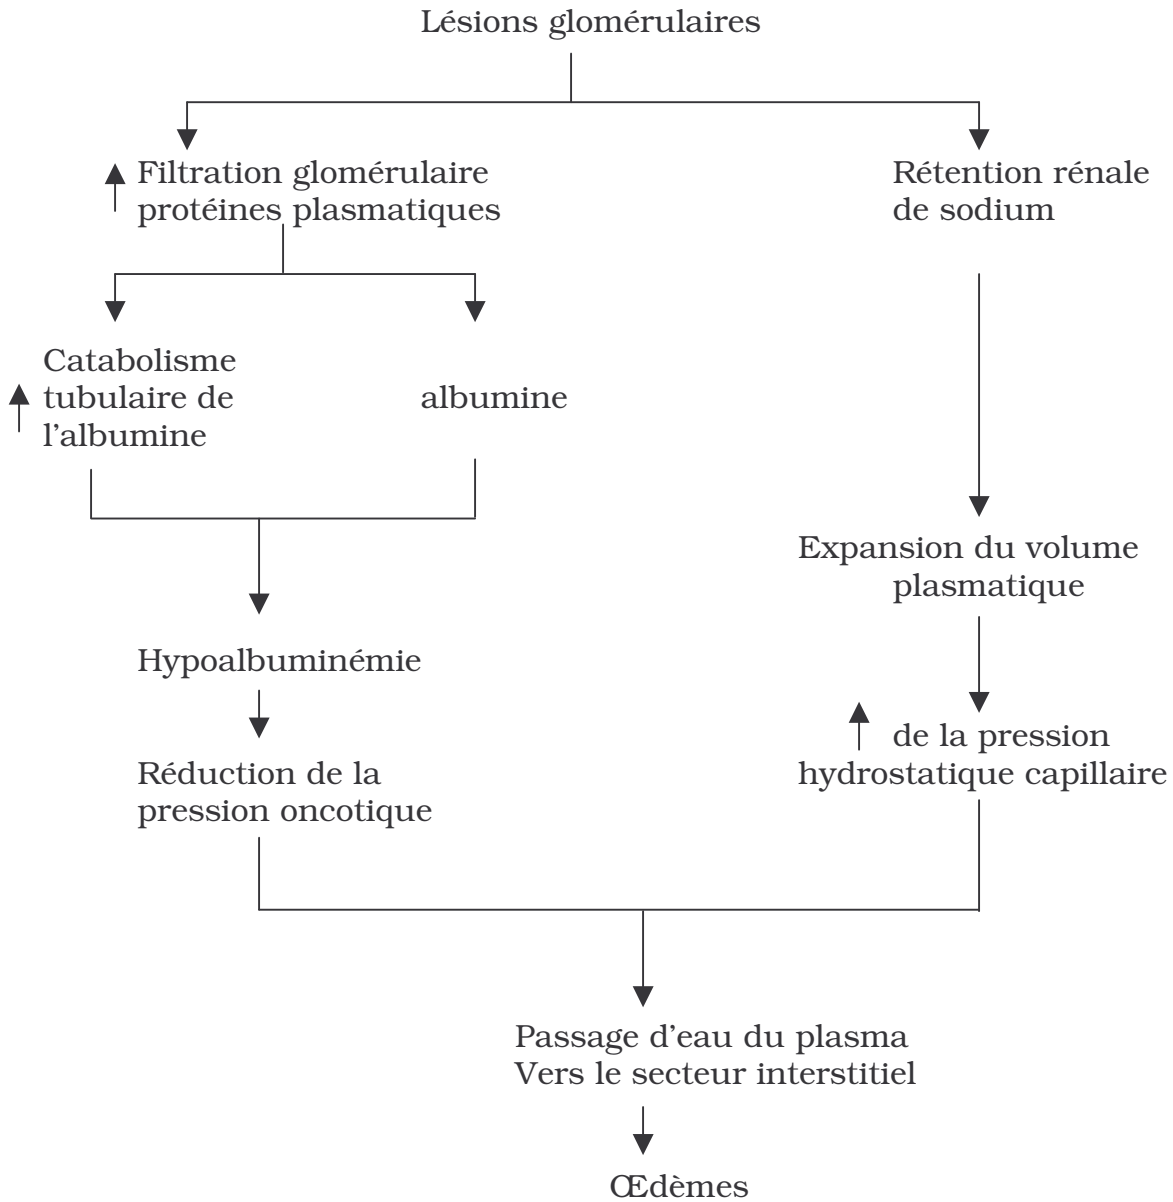 Lésions glomérulaires
Filtration glomérulaire
protéines plasmatiques
Rétention rénale
de sodium
Catabolisme
tubulaire de
l'albumine
albumine
Expansion du volume
plasmatique
Hypoalbuminémie
de la pression
hydrostatique capillaire
Réduction de la
pression oncotique
Passage d'eau du plasma
Vers le secteur interstitiel
Œdèmes